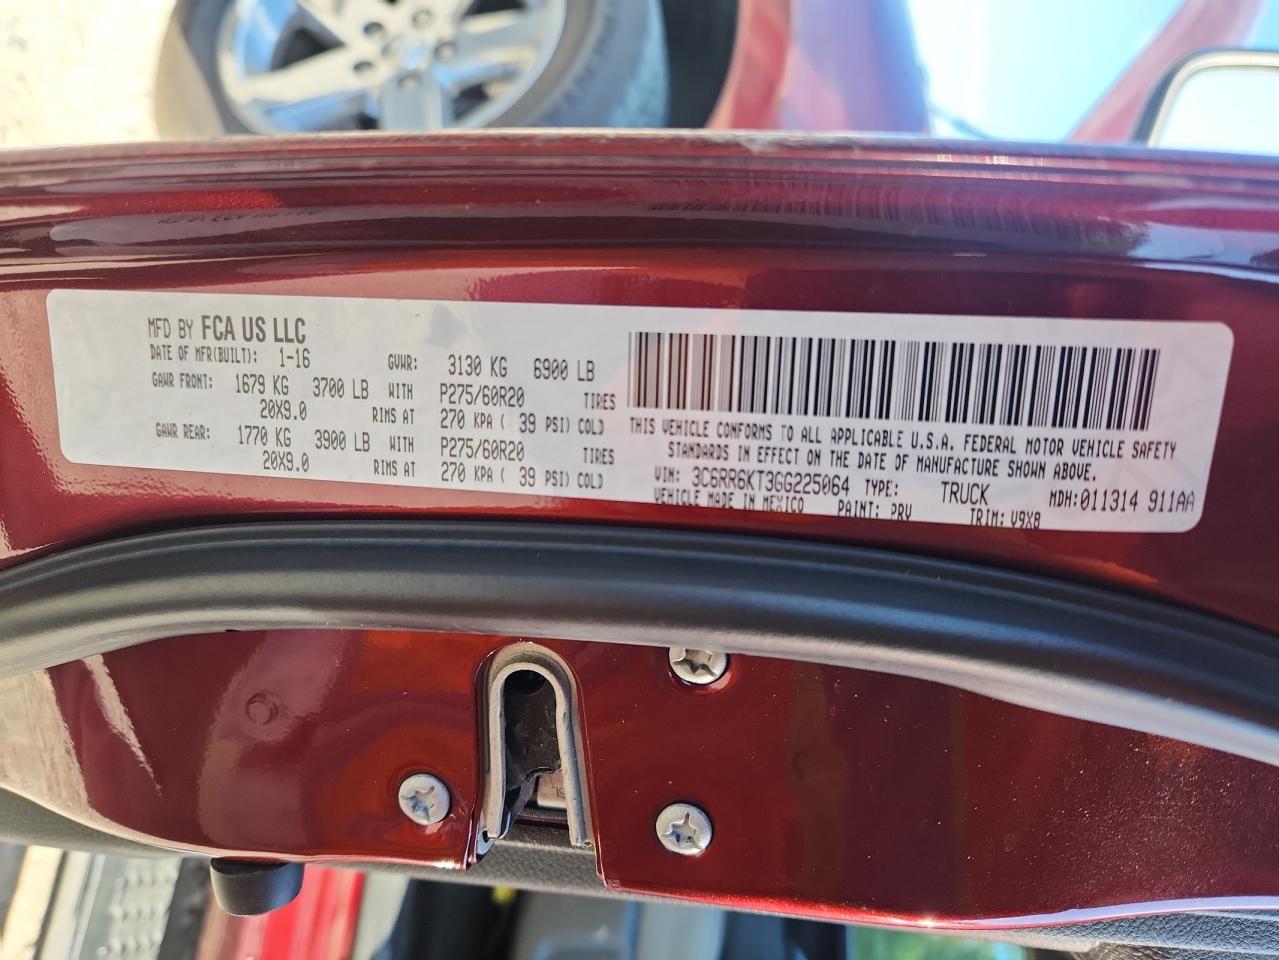 MFD BY FCA US LLC
DATE OF MFR(BUILT): 1-16 GVWR: 3130 KG 6900 LB
GAWR FRONT: 1679 KG 3700 LB WITH P275/60R20 TIRES
20X9.0 RIMS AT 270 KPA ( 39 PSI) COLD
GAWR REAR: 1770 KG 3900 LB WITH P275/60R20 TIRES
20X9.0 RIMS AT 270 KPA ( 39 PSI) COLD
THIS VEHICLE CONFORMS TO ALL APPLICABLE U.S.A. FEDERAL MOTOR VEHICLE SAFETY
STANDARDS IN EFFECT ON THE DATE OF MANUFACTURE SHOWN ABOVE.
VIN: 3C6RR6KT3GG225064 TYPE: TRUCK MDH:011314 911AA
VEHICLE MADE IN MEXICO PAINT: PRV TRIM: V9X8